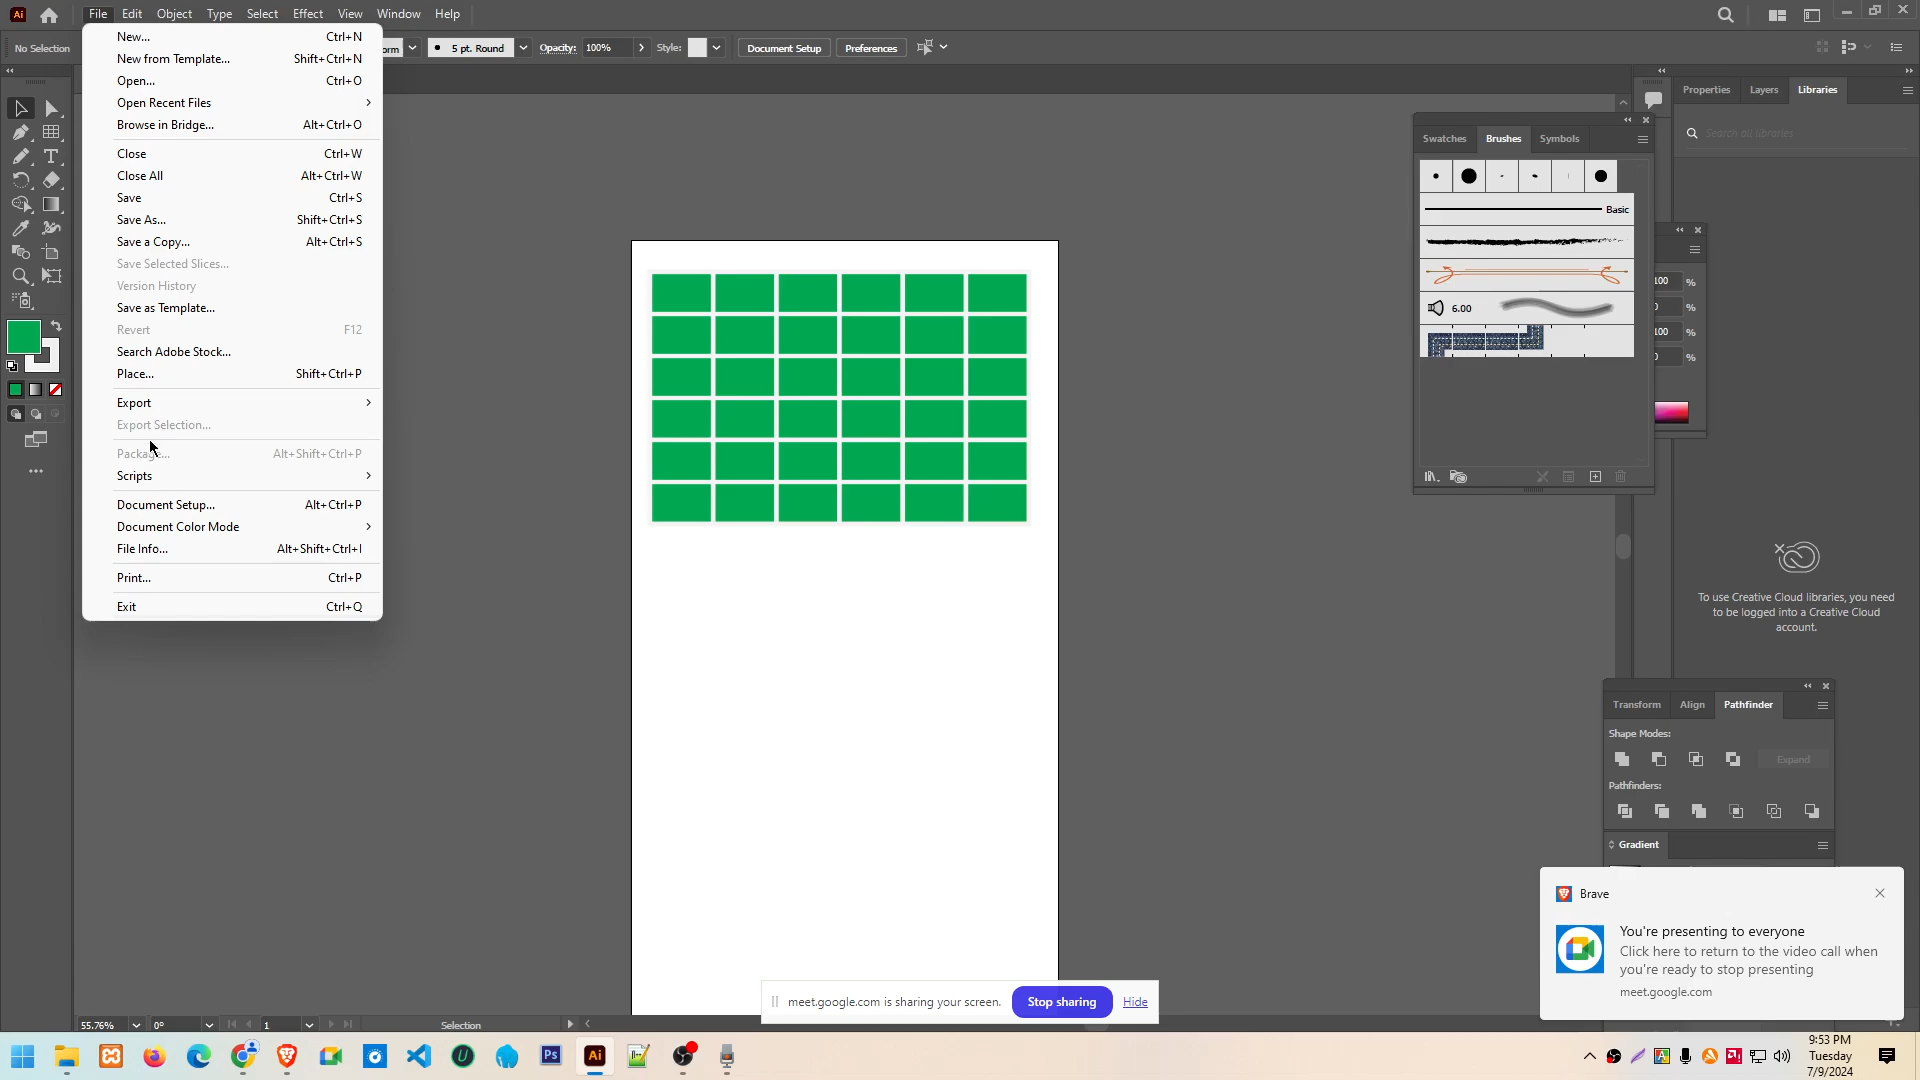 Ai File Edit Object Type Select Effect View Window Help
No Selection
orm 5 pt. Round Opacity: 100% Style: Document Setup Preferences
New... Ctrl+N
New from Template... Shift+Ctrl+N
Open... Ctrl+O
Open Recent Files
Browse in Bridge... Alt+Ctrl+O
Close Ctrl+W
Close All Alt+Ctrl+W
Save Ctrl+S
Save As... Shift+Ctrl+S
Save a Copy... Alt+Ctrl+S
Save Selected Slices...
Version History
Save as Template...
Revert F12
Search Adobe Stock...
Place... Shift+Ctrl+P
Export
Export Selection...
Package... Alt+Shift+Ctrl+P
Scripts
Document Setup... Alt+Ctrl+P
Document Color Mode
File Info... Alt+Shift+Ctrl+I
Print... Ctrl+P
Exit Ctrl+Q
Swatches Brushes Symbols
Basic
6.00
Properties Layers Libraries
Search all libraries
100 %
0 %
100 %
0 %
To use Creative Cloud libraries, you need
to be logged into a Creative Cloud
account.
Transform Align Pathfinder
Shape Modes:
Expand
Pathfinders:
Gradient
Brave
You're presenting to everyone
Click here to return to the video call when
you're ready to stop presenting
meet.google.com
meet.google.com is sharing your screen. Stop sharing Hide
55.76% 0° 1 Selection
Ps Ai
9:53 PM
Tuesday
7/9/2024